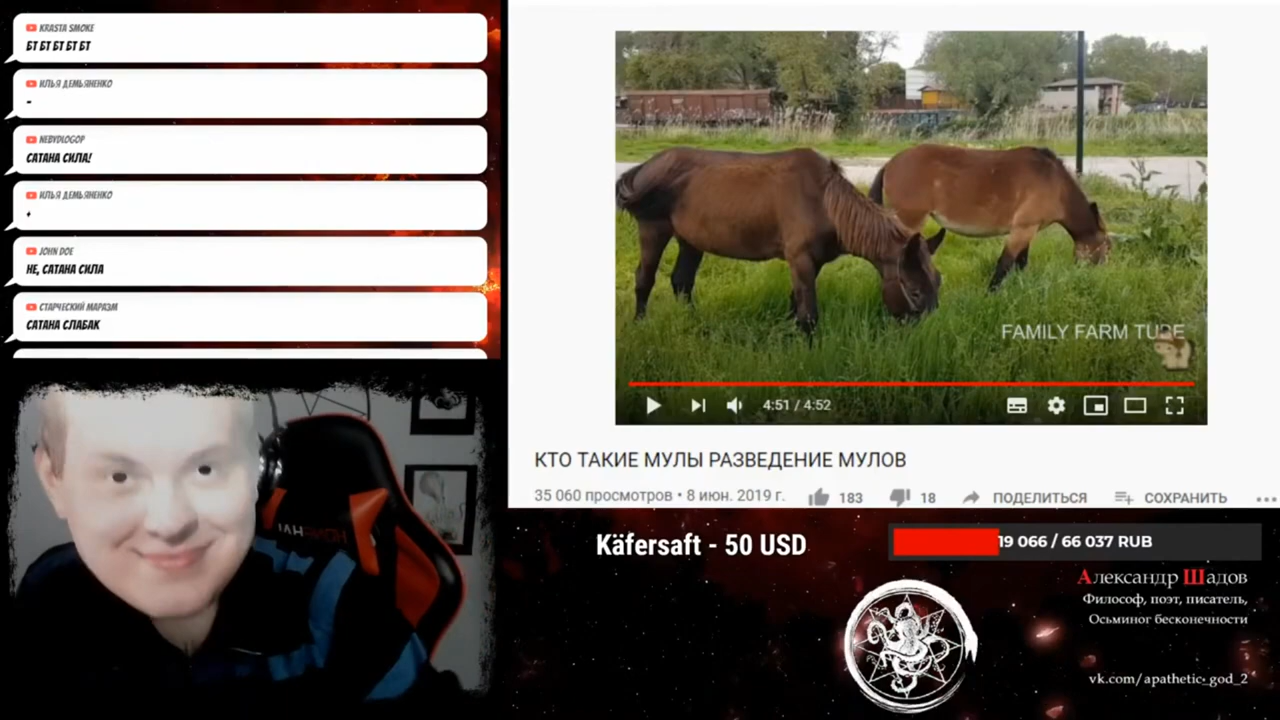 KRASTA SMOKE
БТ БТ БТ БТ БТ
ИЛЬЯ ДЕМЬЯНЕНКО
-
NEBYDLOGOP
САТАНА СИЛА!
ИЛЬЯ ДЕМЬЯНЕНКО
+
JOHN DOE
НЕ, САТАНА СИЛА
СТАРЧЕСКИЙ МАРАЗМ
САТАНА СЛАБАК
FAMILY FARM TUBE
4:51 / 4:52
КТО ТАКИЕ МУЛЫ РАЗВЕДЕНИЕ МУЛОВ
35 060 просмотров • 8 июн. 2019 г. 183 18 ПОДЕЛИТЬСЯ СОХРАНИТЬ
Käfersaft - 50 USD
19 066 / 66 037 RUB
Александр Шадов
Философ, поэт, писатель,
Осьминог бесконечности
vk.com/apathetic_god_2